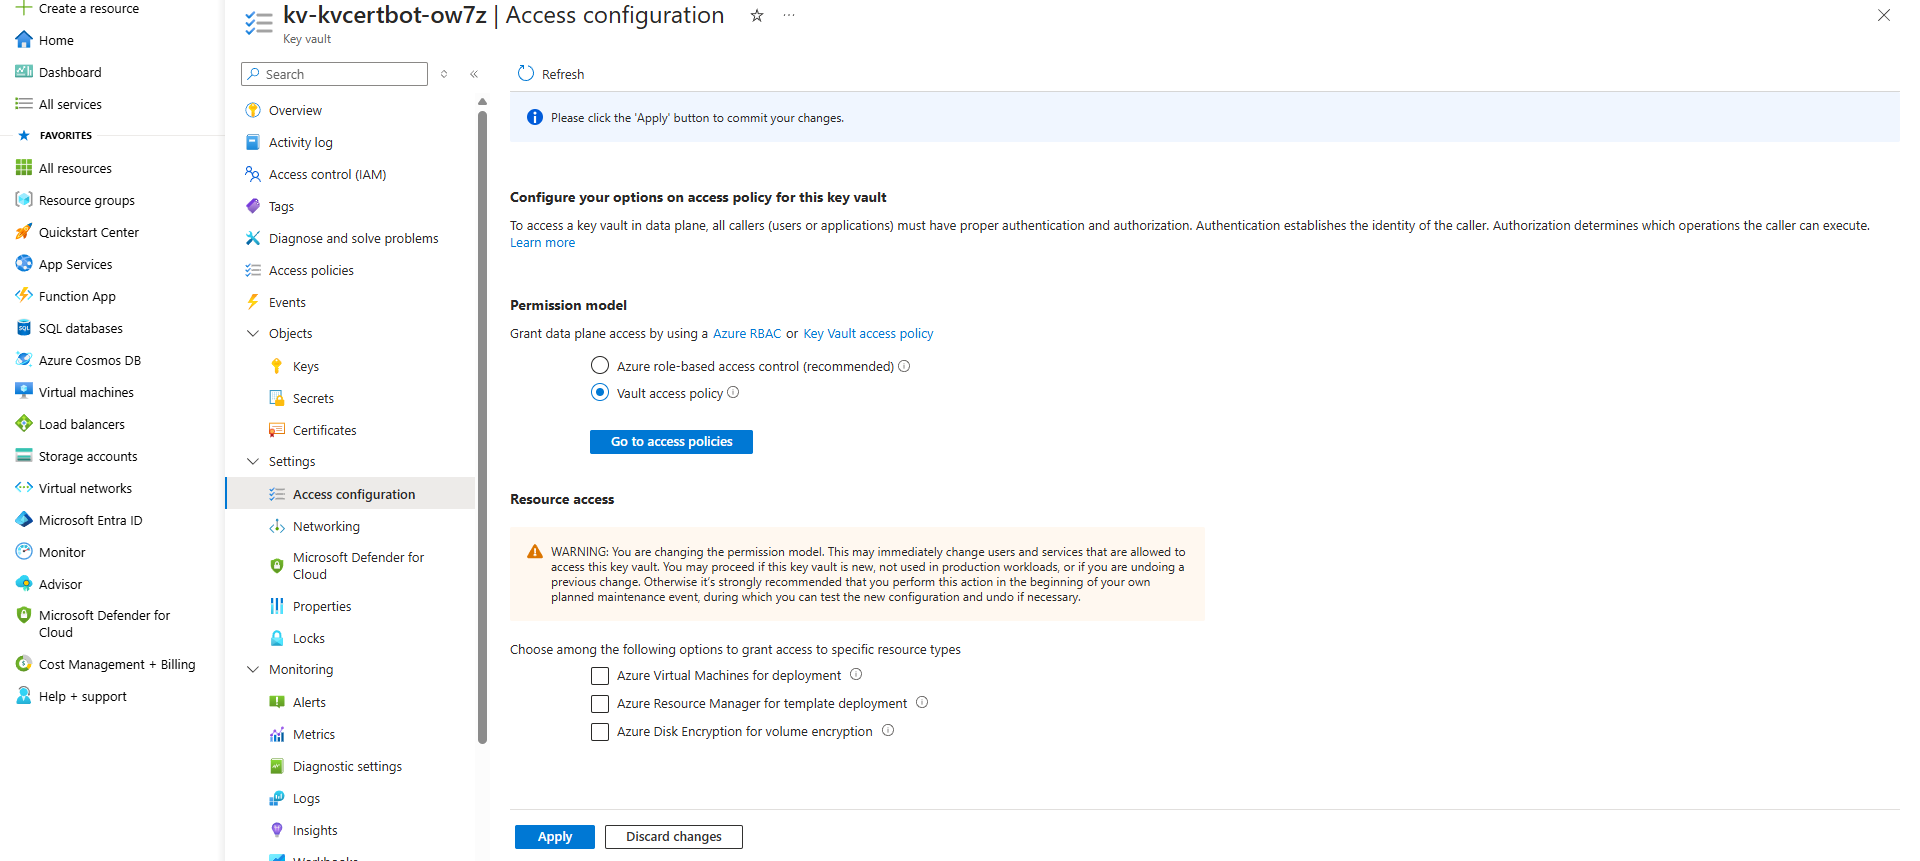 Create a resource
Home
Dashboard
All services
FAVORITES
All resources
Resource groups
Quickstart Center
App Services
Function App
SQL databases
Azure Cosmos DB
Virtual machines
Load balancers
Storage accounts
Virtual networks
Microsoft Entra ID
Monitor
Advisor
Microsoft Defender for
Cloud
Cost Management + Billing
Help + support
kv-kvcertbot-ow7z | Access configuration
Key vault
Search
Overview
Activity log
Access control (IAM)
Tags
Diagnose and solve problems
Access policies
Events
Objects
Keys
Secrets
Certificates
Settings
Access configuration
Networking
Microsoft Defender for
Cloud
Properties
Locks
Monitoring
Alerts
Metrics
Diagnostic settings
Logs
Insights
Workbooks
Refresh
Please click the 'Apply' button to commit your changes.
Configure your options on access policy for this key vault
To access a key vault in data plane, all callers (users or applications) must have proper authentication and authorization. Authentication establishes the identity of the caller. Authorization determines which operations the caller can execute.
Learn more
Permission model
Grant data plane access by using a Azure RBAC or Key Vault access policy
Azure role-based access control (recommended)
Vault access policy
Go to access policies
Resource access
WARNING: You are changing the permission model. This may immediately change users and services that are allowed to
access this key vault. You may proceed if this key vault is new, not used in production workloads, or if you are undoing a
previous change. Otherwise it's strongly recommended that you perform this action in the beginning of your own
planned maintenance event, during which you can test the new configuration and undo if necessary.
Choose among the following options to grant access to specific resource types
Azure Virtual Machines for deployment
Azure Resource Manager for template deployment
Azure Disk Encryption for volume encryption
Apply
Discard changes